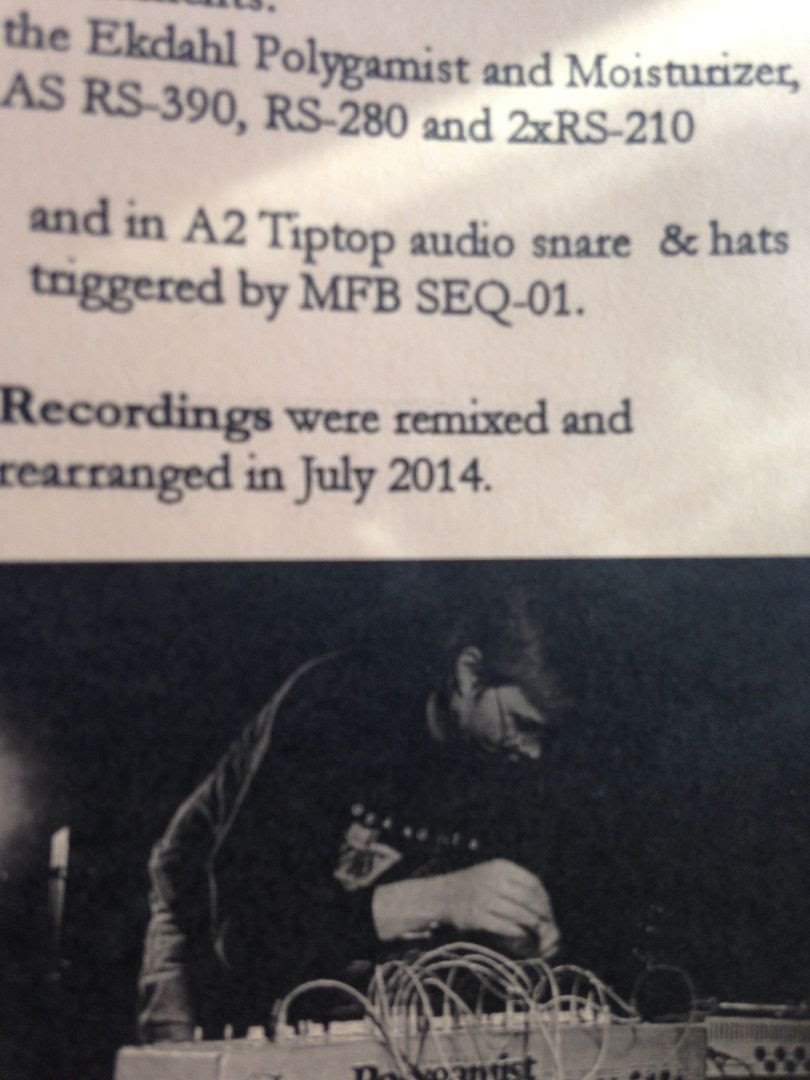 the Ekdahl Polygamist and Moisturizer,
AS RS-390, RS-280 and 2xRS-210
and in A2 Tiptop audio snare & hats
triggered by MFB SEQ-01.
Recordings were remixed and
rearranged in July 2014.
Polygamist